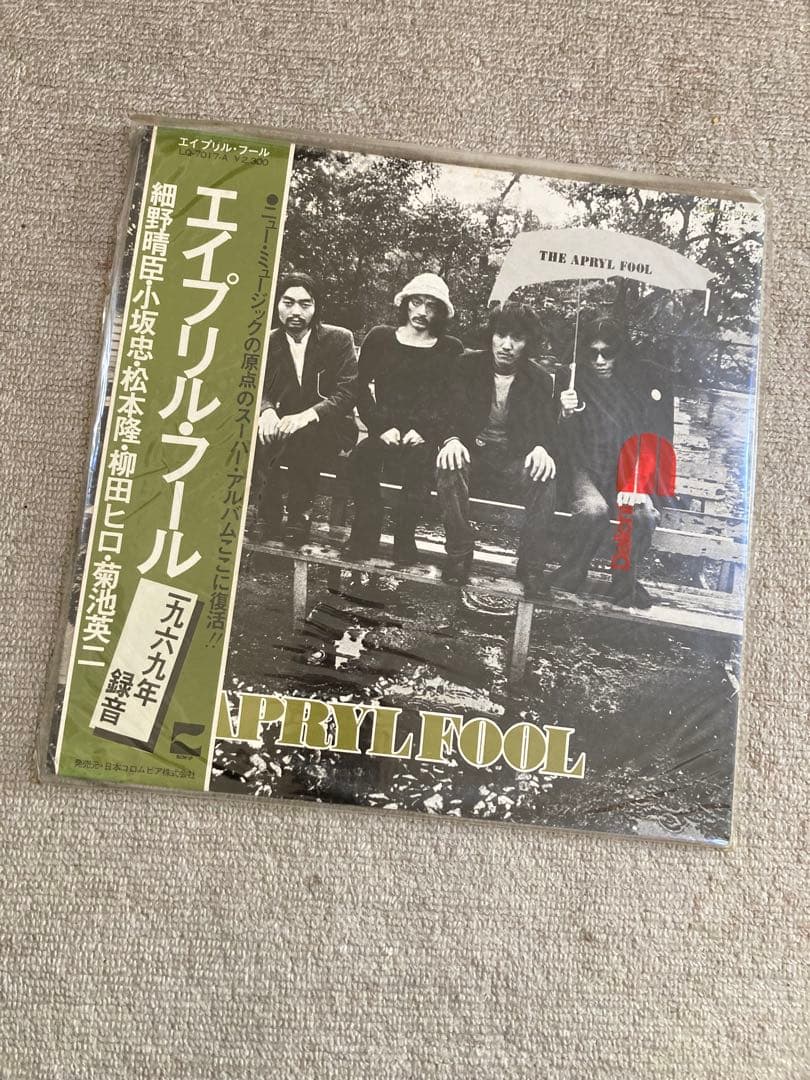 エイプリル・フール
LQ-7017-A ¥2,300
●ニュー・ミュージックの原点のスーパー・アルバムここに復活!!
エイプリル・フール
細野晴臣・小坂忠・松本隆・柳田ヒロ・菊池英二
一九六九年
録音
発売元・日本コロムビア株式会社
THE APRYL FOOL
APRYL FOOL